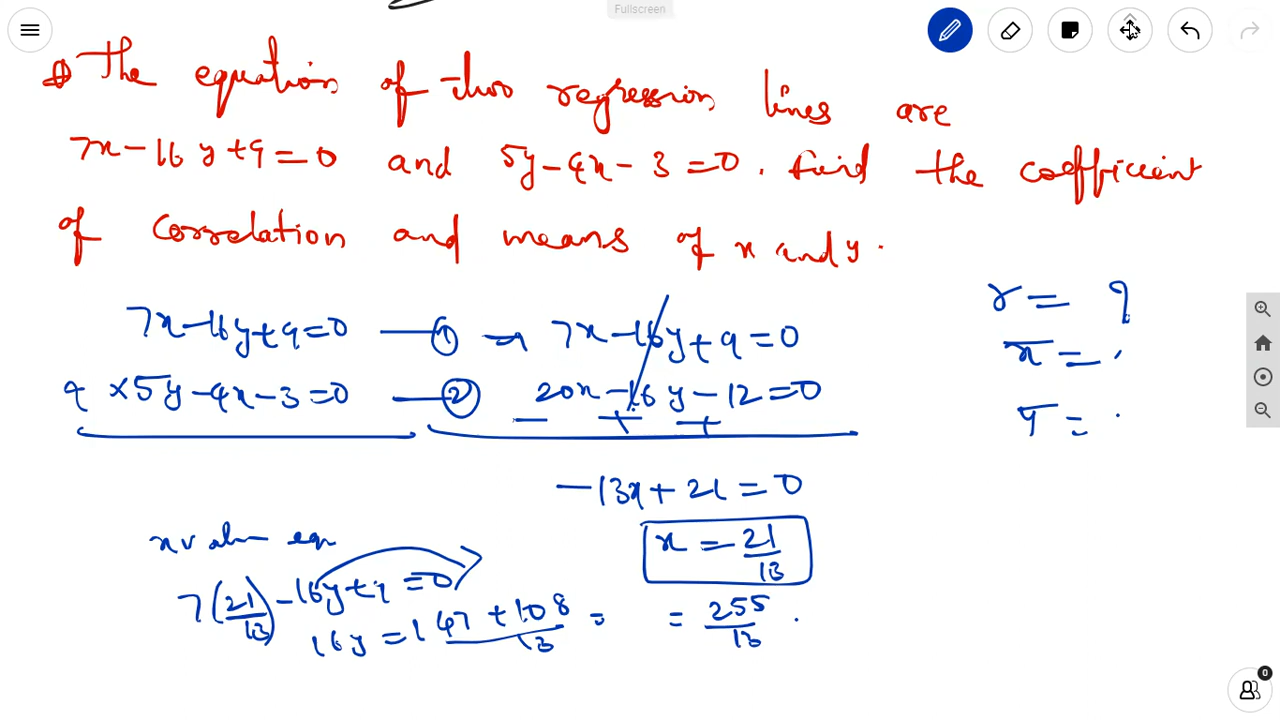 Fullscreen
The equations of two regression lines are
7x - 16y + 9 = 0 and 5y - 4x - 3 = 0. Find the coefficient
of correlation and means of x and y.
7x - 16y + 9 = 0 — ① → 7x - 16y + 9 = 0
4 × 5y - 4x - 3 = 0 — ② 20x - 16y - 12 = 0
- + +
r = ?
x̄ = .
ȳ = .
-13x + 21 = 0
x = 21/13
x value eqn
7(21/13) - 16y + 9 = 0
16y = 147 + 108/13 = = 255/13 .
0